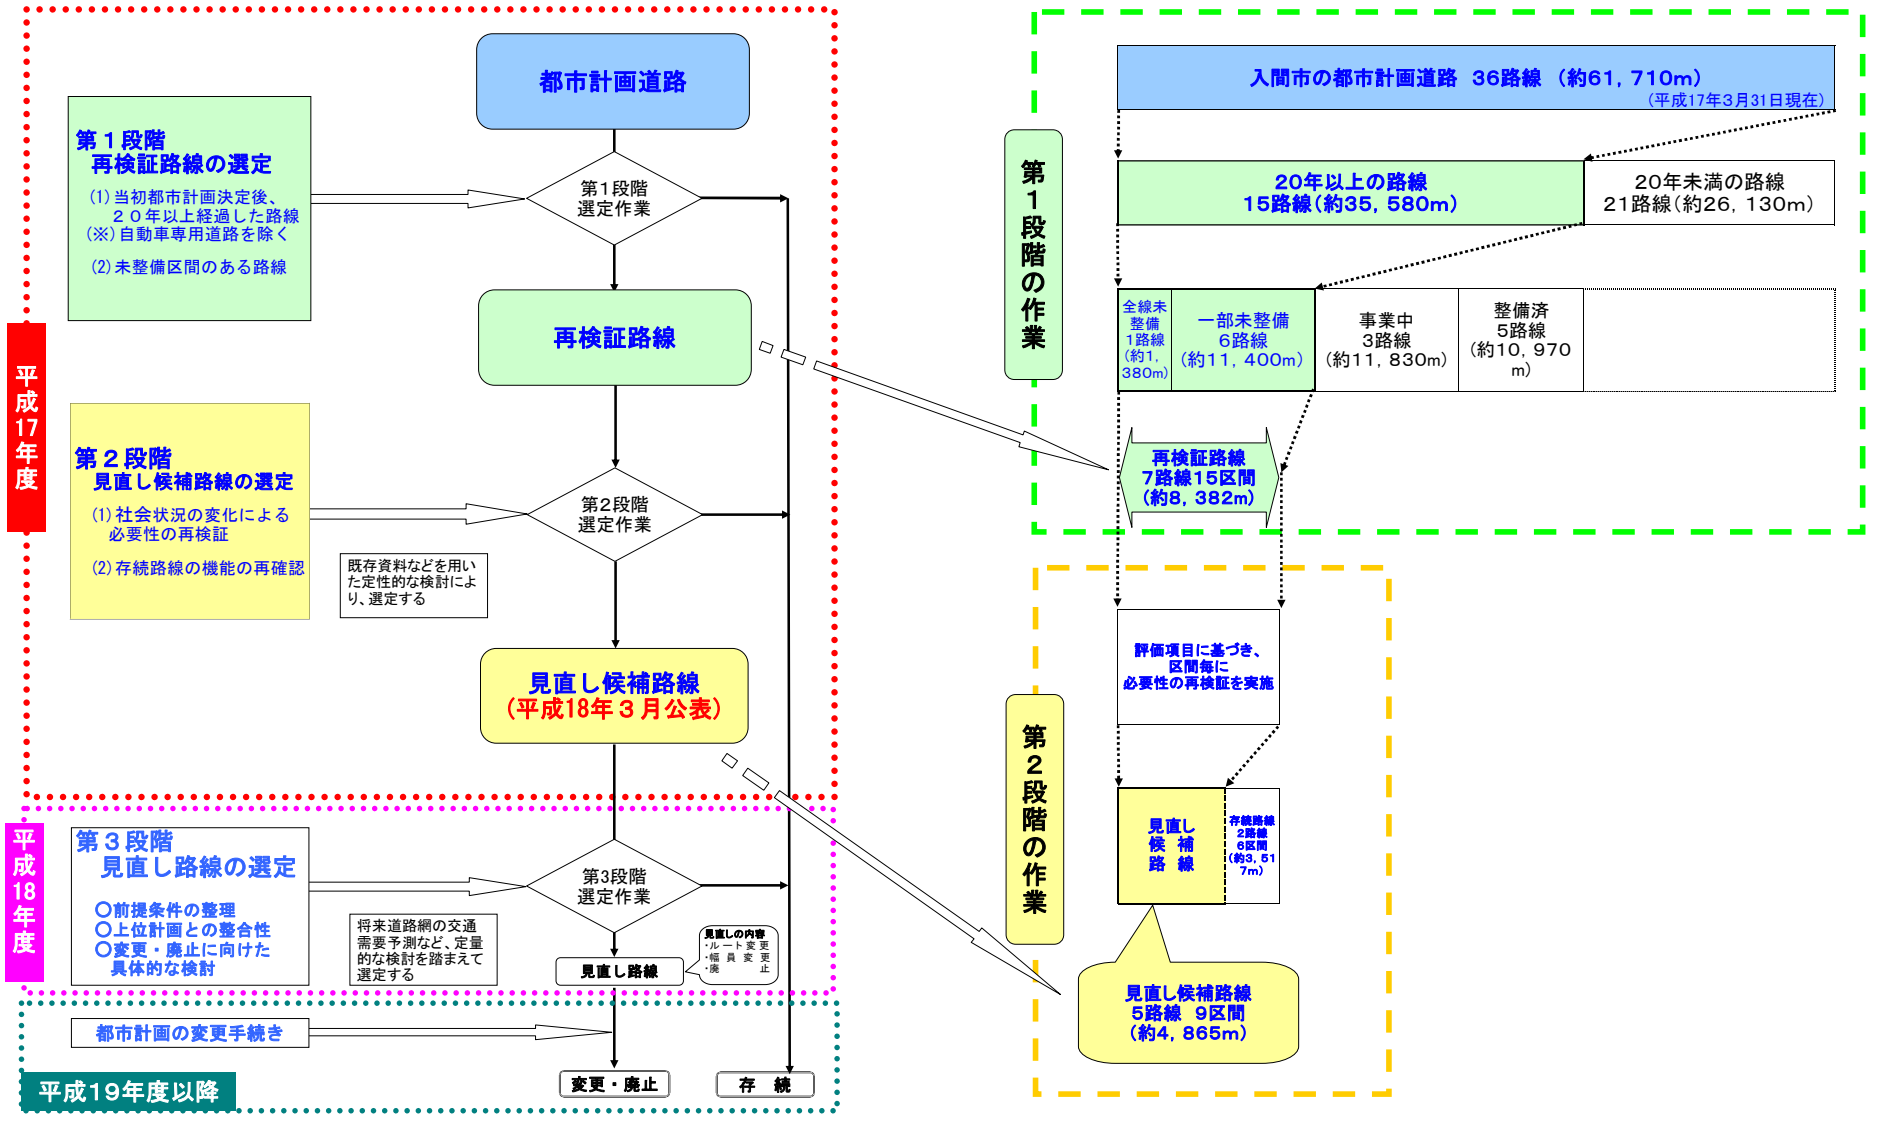 平成17年度
第１段階
再検証路線の選定
(1)当初都市計画決定後、
２０年以上経過した路線
(※)自動車専用道路を除く
(2)未整備区間のある路線
都市計画道路
第１段階
選定作業
再検証路線
第２段階
見直し候補路線の選定
(1)社会状況の変化による
必要性の再検証
(2)存続路線の機能の再確認
既存資料などを用い
た定性的な検討によ
り、選定する
第２段階
選定作業
見直し候補路線
(平成18年３月公表)
平成18年度
第３段階
見直し路線の選定
○前提条件の整理
○上位計画との整合性
○変更・廃止に向けた
具体的な検討
将来道路網の交通
需要予測など、定量
的な検討を踏まえて
選定する
第3段階
選定作業
見直し路線
見直しの内容
・ルート変更
・幅員変更
・廃止
都市計画の変更手続き
平成１９年度以降
変更・廃止
存　続
第１段階の作業
入間市の都市計画道路　３６路線　（約６１，７１０ｍ）
（平成17年３月31日現在）
２０年以上の路線
１５路線（約３５，５８０ｍ）
２０年未満の路線
２１路線（約２６，１３０ｍ）
全線未
整備
１路線
（約１，
３８０ｍ）
一部未整備
６路線
（約１１，４００ｍ）
事業中
３路線
（約１１，８３０ｍ）
整備済
５路線
（約１０，９７０
ｍ）
再検証路線
７路線１５区間
（約８，３８２ｍ）
第２段階の作業
評価項目に基づき、
区間毎に
必要性の再検証を実施
見直し
候　補
路　線
存続路線
２路線
６区間
（約３，５１
７ｍ）
見直し候補路線
５路線　９区間
（約４，８６５ｍ）